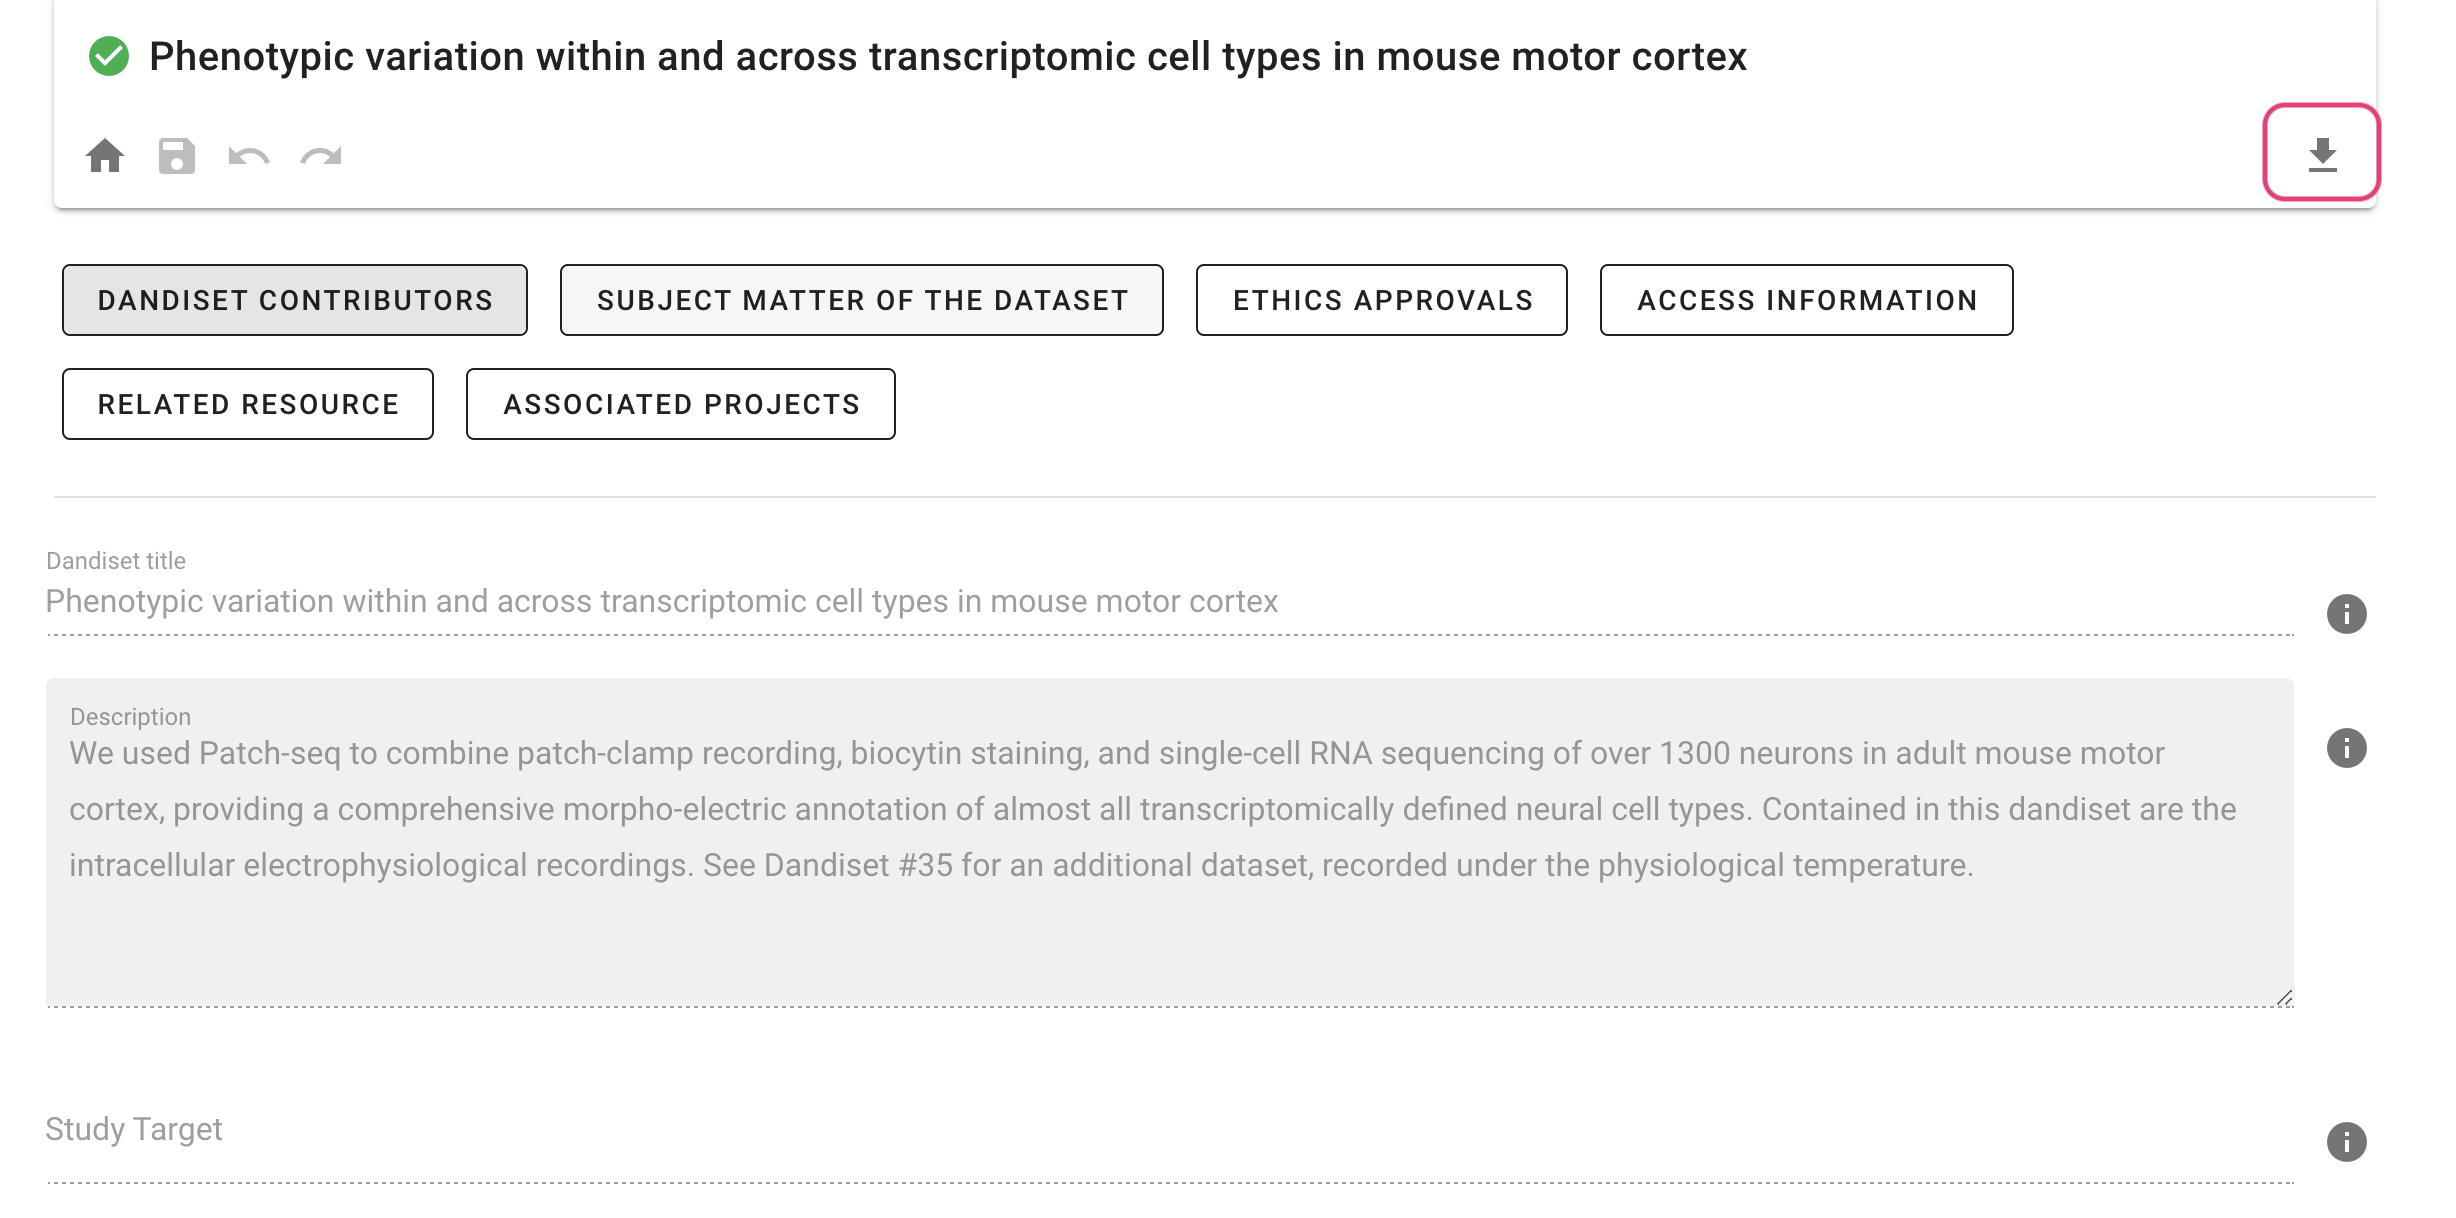 Phenotypic variation within and across transcriptomic cell types in mouse motor cortex
DANDISET CONTRIBUTORS
SUBJECT MATTER OF THE DATASET
ETHICS APPROVALS
ACCESS INFORMATION
RELATED RESOURCE
ASSOCIATED PROJECTS
Dandiset title
Phenotypic variation within and across transcriptomic cell types in mouse motor cortex
Description
We used Patch-seq to combine patch-clamp recording, biocytin staining, and single-cell RNA sequencing of over 1300 neurons in adult mouse motor
cortex, providing a comprehensive morpho-electric annotation of almost all transcriptomically defined neural cell types. Contained in this dandiset are the
intracellular electrophysiological recordings. See Dandiset #35 for an additional dataset, recorded under the physiological temperature.
Study Target